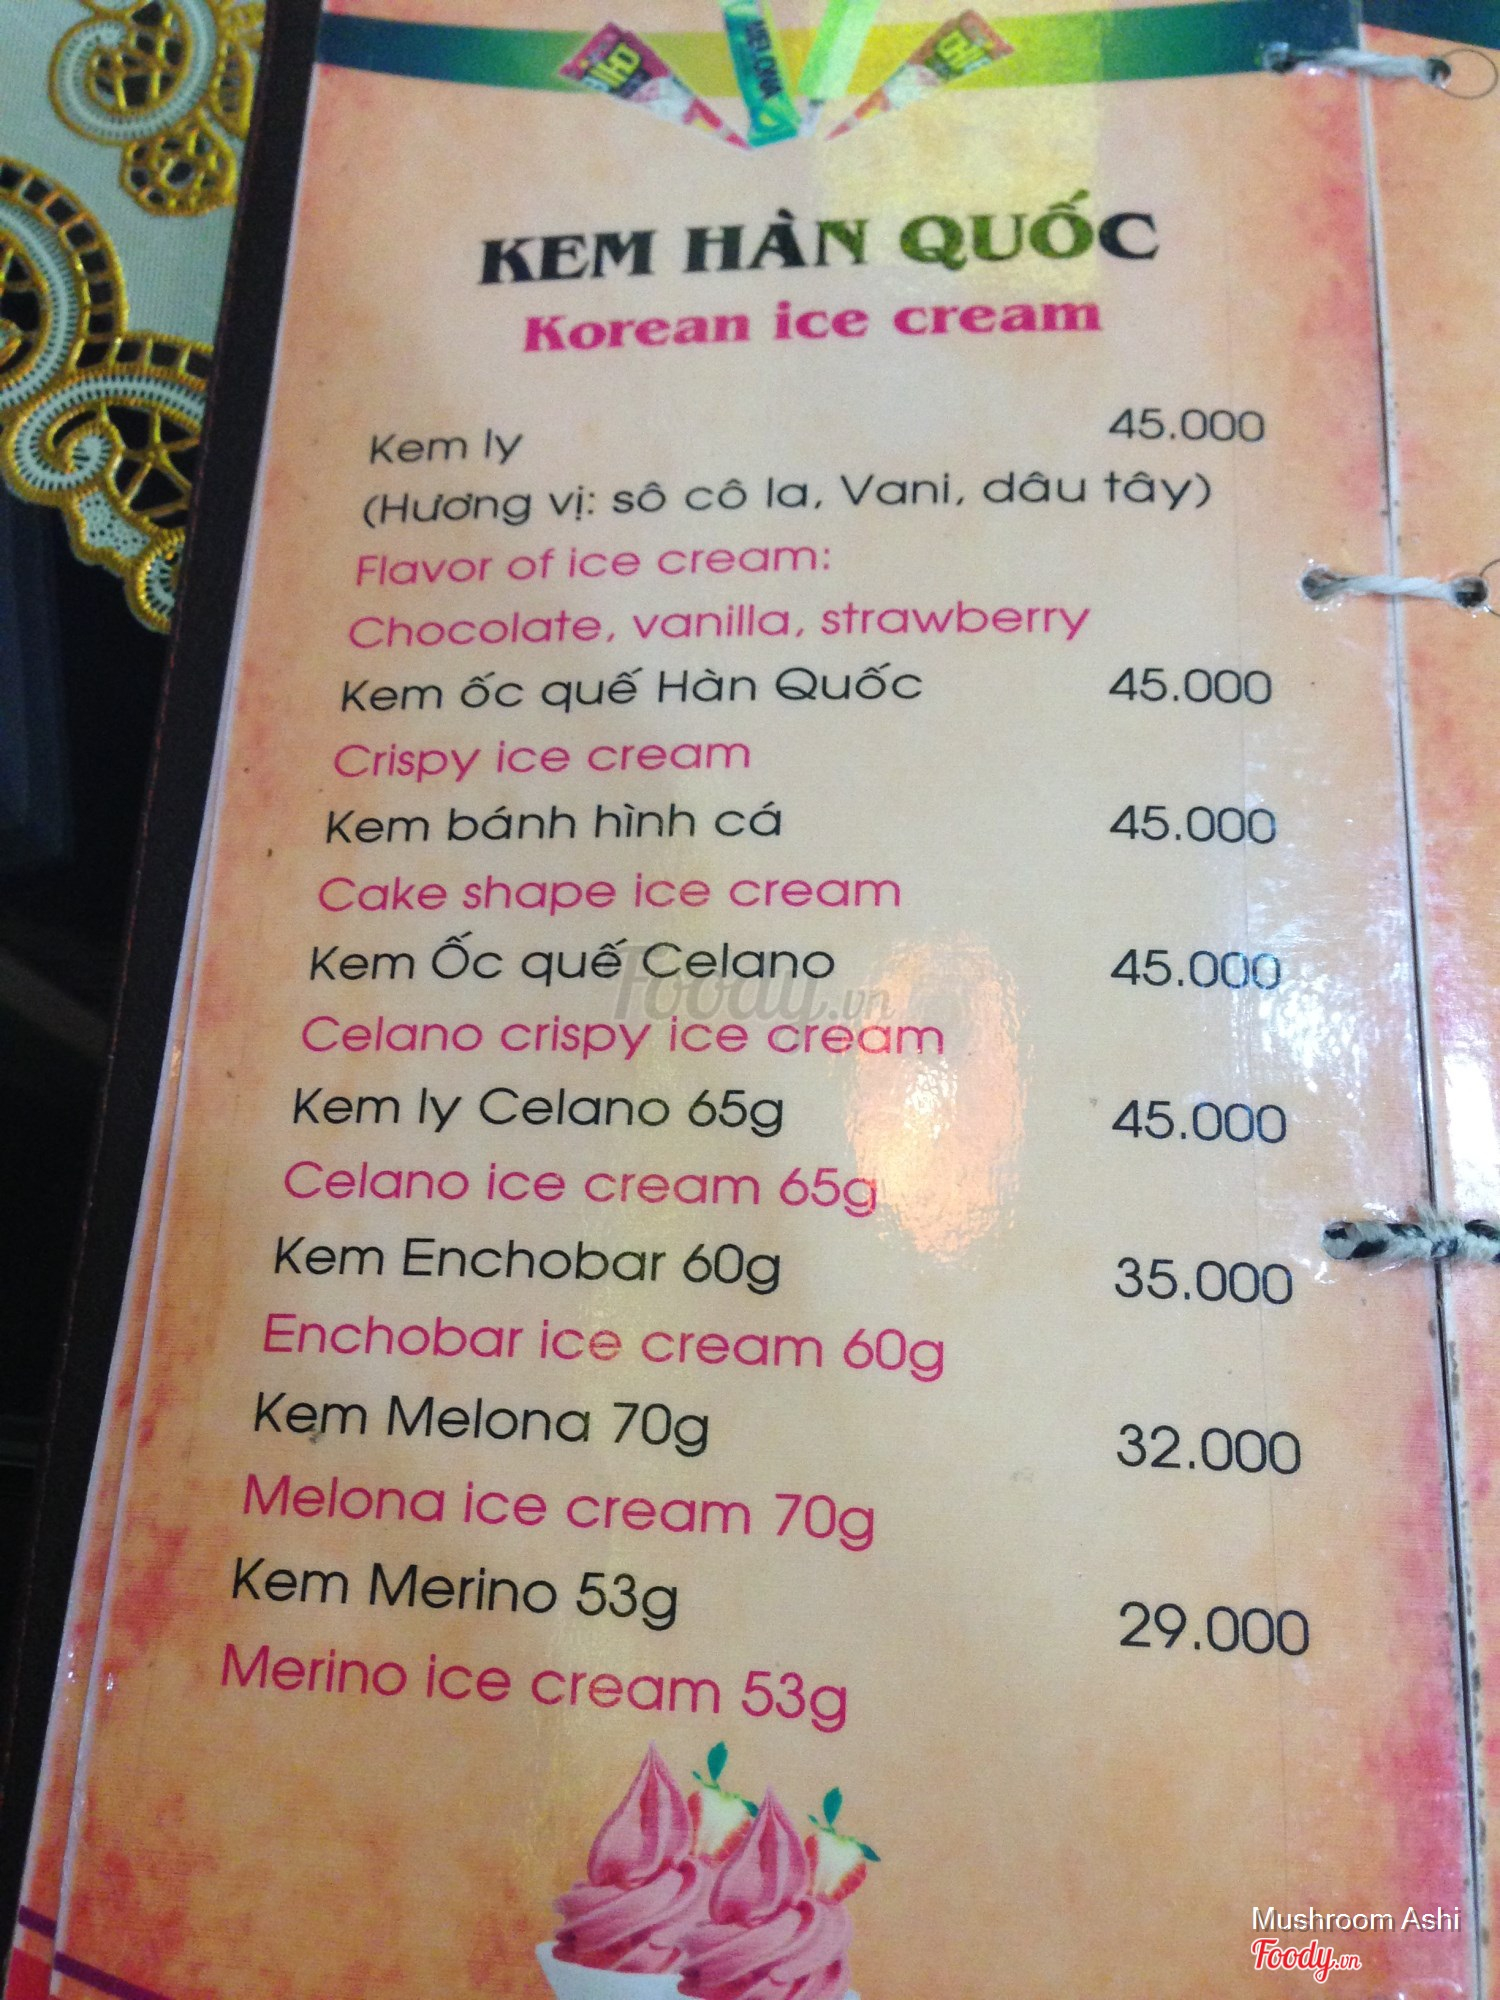 MELONA
KEM HÀN QUỐC
Korean ice cream
Kem ly 45.000
(Hương vị: sô cô la, Vani, dâu tây)
Flavor of ice cream:
Chocolate, vanilla, strawberry
Kem ốc quế Hàn Quốc 45.000
Crispy ice cream
Kem bánh hình cá 45.000
Cake shape ice cream
Kem Ốc quế Celano 45.000
Foody.vn
Celano crispy ice cream
Kem ly Celano 65g 45.000
Celano ice cream 65g
Kem Enchobar 60g 35.000
Enchobar ice cream 60g
Kem Melona 70g 32.000
Melona ice cream 70g
Kem Merino 53g 29.000
Merino ice cream 53g
Mushroom Ashi
Foody.vn